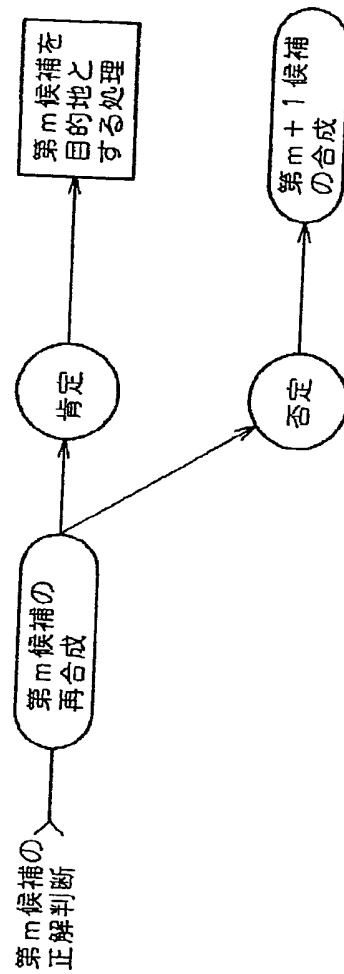 第m候補の
正解判断
第m候補の
再合成
肯定
第m候補を
目的地と
する処理
否定
第m+1候補
の合成